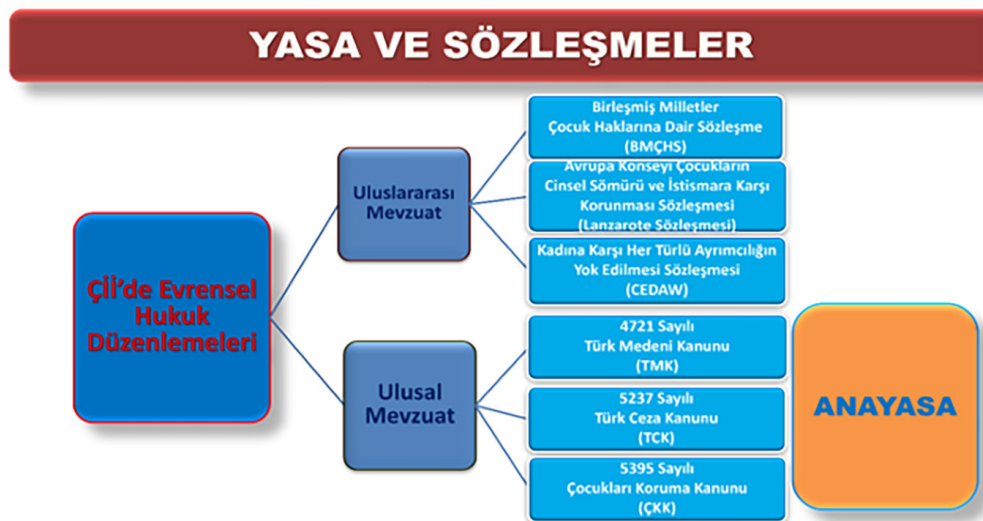 YASA VE SÖZLEŞMELER
Çİİ’de Evrensel
Hukuk
Düzenlemeleri
Uluslararası
Mevzuat
Birleşmiş Milletler
Çocuk Haklarına Dair Sözleşme
(BMÇHS)
Avrupa Konseyi Çocukların
Cinsel Sömürü ve İstismara Karşı
Korunması Sözleşmesi
(Lanzarote Sözleşmesi)
Kadına Karşı Her Türlü Ayrımcılığın
Yok Edilmesi Sözleşmesi
(CEDAW)
Ulusal
Mevzuat
4721 Sayılı
Türk Medeni Kanunu
(TMK)
5237 Sayılı
Türk Ceza Kanunu
(TCK)
5395 Sayılı
Çocukları Koruma Kanunu
(ÇKK)
ANAYASA